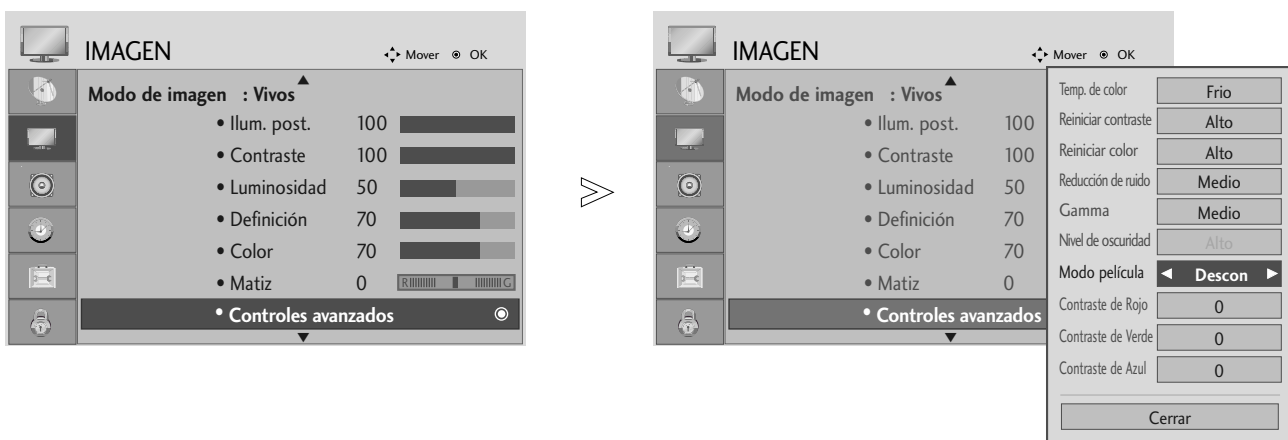 IMAGEN
Mover OK
Modo de imagen : Vivos
• Ilum. post. 100
• Contraste 100
• Luminosidad 50
• Definición 70
• Color 70
• Matiz 0 R G
• Controles avanzados
IMAGEN
Mover OK
Modo de imagen : Vivos
• Ilum. post. 100
• Contraste 100
• Luminosidad 50
• Definición 70
• Color 70
• Matiz 0
• Controles avanzados
Temp. de color Frio
Reiniciar contraste Alto
Reiniciar color Alto
Reducción de ruido Medio
Gamma Medio
Nivel de oscuridad Alto
Modo película ◄ Descon ►
Contraste de Rojo 0
Contraste de Verde 0
Contraste de Azul 0
Cerrar